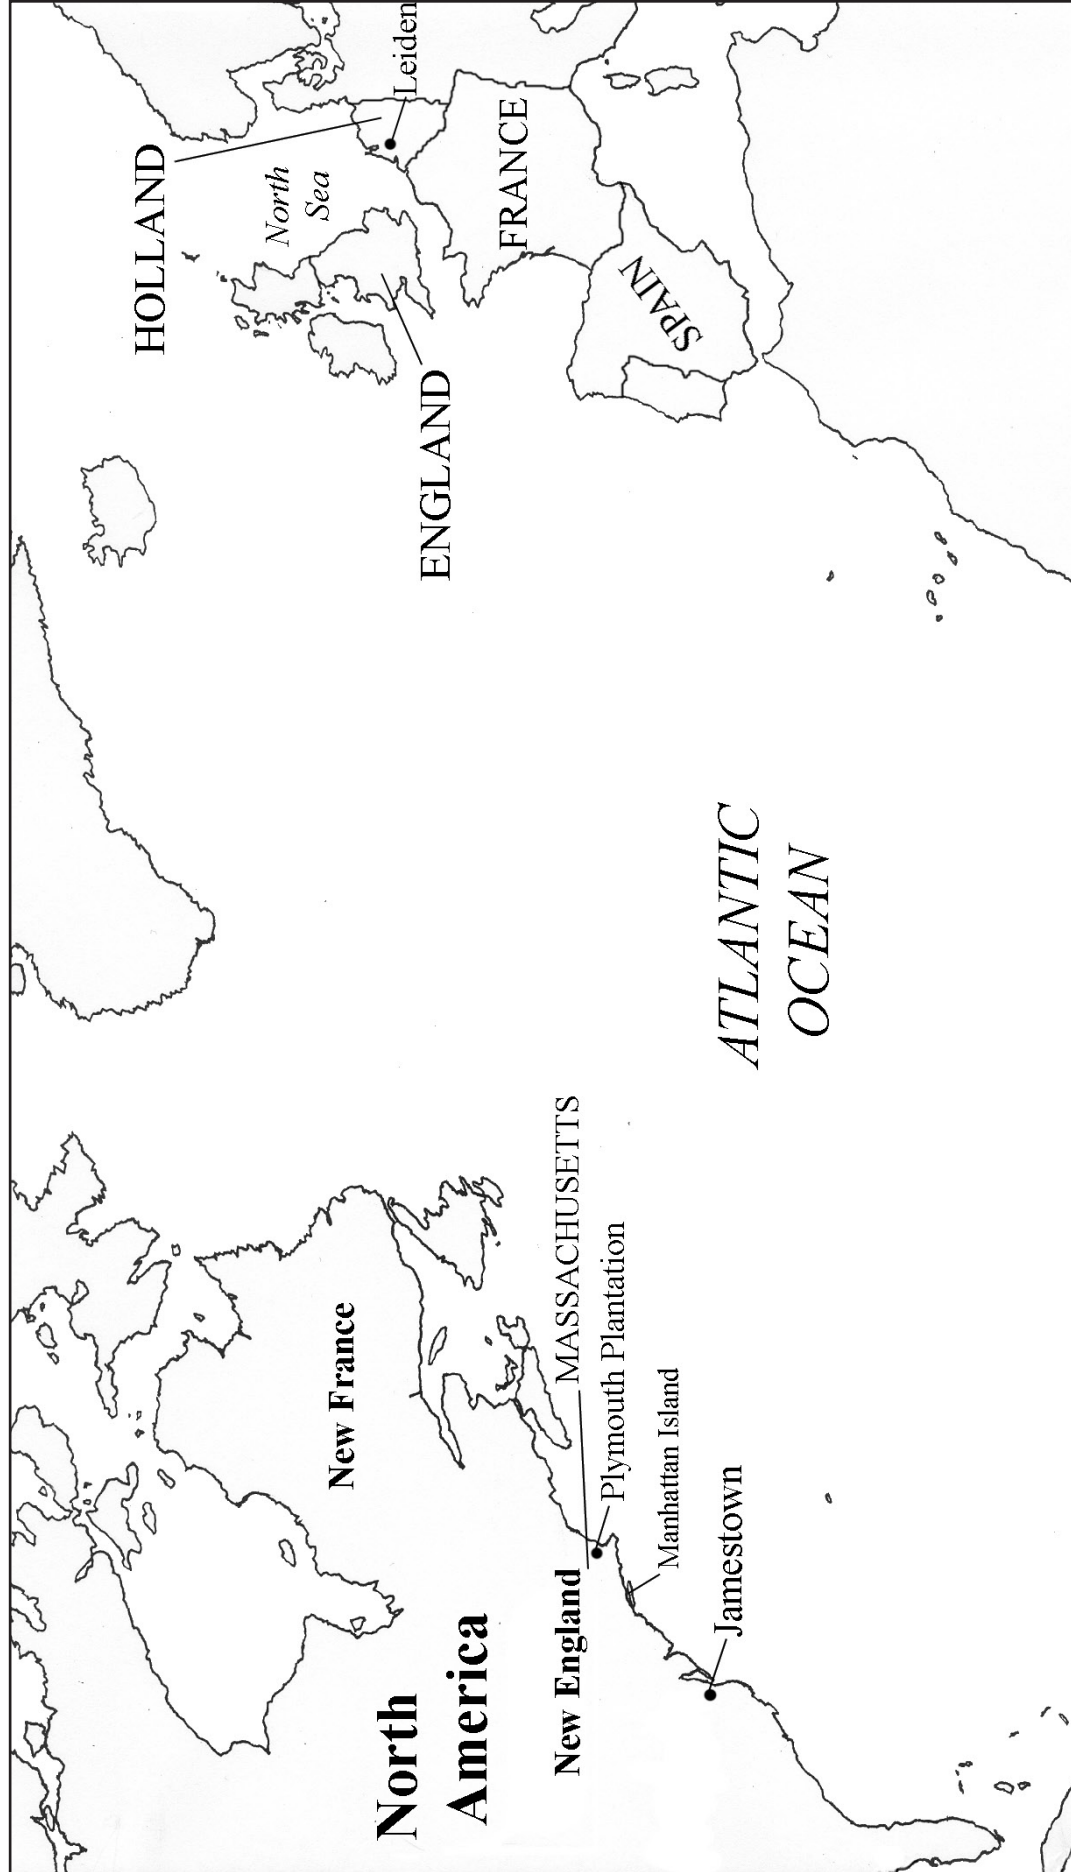 North
America
New France
New England
MASSACHUSETTS
Plymouth Plantation
Manhattan Island
Jamestown
ATLANTIC
OCEAN
HOLLAND
North
Sea
Leiden
ENGLAND
FRANCE
SPAIN